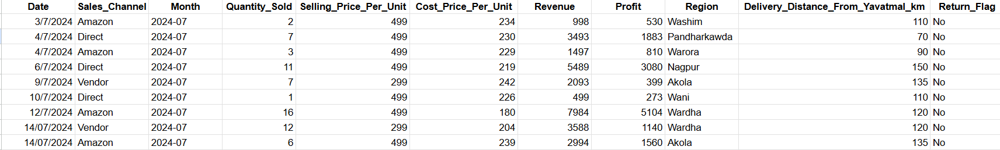 Date Sales_Channel Month Quantity_Sold Selling_Price_Per_Unit Cost_Price_Per_Unit Revenue Profit Region Delivery_Distance_From_Yavatmal_km Return_Flag
3/7/2024 Amazon 2024-07 2 499 234 998 530 Washim 110 No
4/7/2024 Direct 2024-07 7 499 230 3493 1883 Pandharkawda 70 No
4/7/2024 Amazon 2024-07 3 499 229 1497 810 Warora 90 No
6/7/2024 Direct 2024-07 11 499 219 5489 3080 Nagpur 150 No
9/7/2024 Vendor 2024-07 7 299 242 2093 399 Akola 135 No
10/7/2024 Direct 2024-07 1 499 226 499 273 Wani 110 No
12/7/2024 Amazon 2024-07 16 499 180 7984 5104 Wardha 120 No
14/07/2024 Vendor 2024-07 12 299 204 3588 1140 Wardha 120 No
14/07/2024 Amazon 2024-07 6 499 239 2994 1560 Akola 135 No